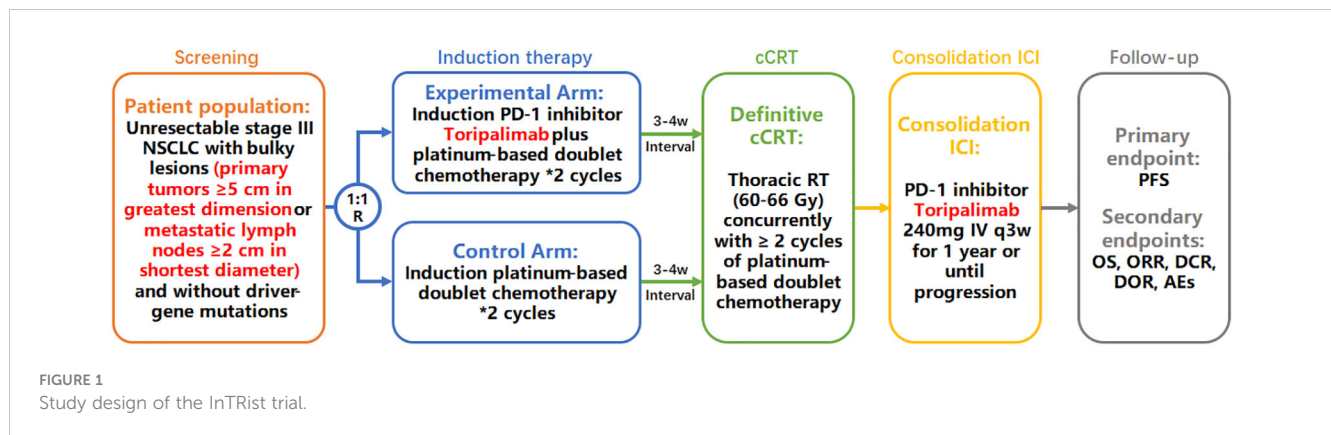 Screening
Patient population:
Unresectable stage III
NSCLC with bulky
lesions (primary
tumors ≥5 cm in
greatest dimension or
metastatic lymph
nodes ≥2 cm in
shortest diameter)
and without driver-
gene mutations
1:1
R
Induction therapy
Experimental Arm:
Induction PD-1 inhibitor
Toripalimab plus
platinum-based doublet
chemotherapy *2 cycles
Control Arm:
Induction platinum-based
doublet chemotherapy
*2 cycles
3-4w
Interval
3-4w
Interval
cCRT
Definitive
cCRT:
Thoracic RT
(60-66 Gy)
concurrently
with ≥ 2 cycles
of platinum-
based doublet
chemotherapy
Consolidation ICI
Consolidation
ICI:
PD-1 inhibitor
Toripalimab
240mg IV q3w
for 1 year or
until
progression
Follow-up
Primary
endpoint:
PFS
Secondary
endpoints:
OS, ORR, DCR,
DOR, AEs
FIGURE 1
Study design of the InTRist trial.